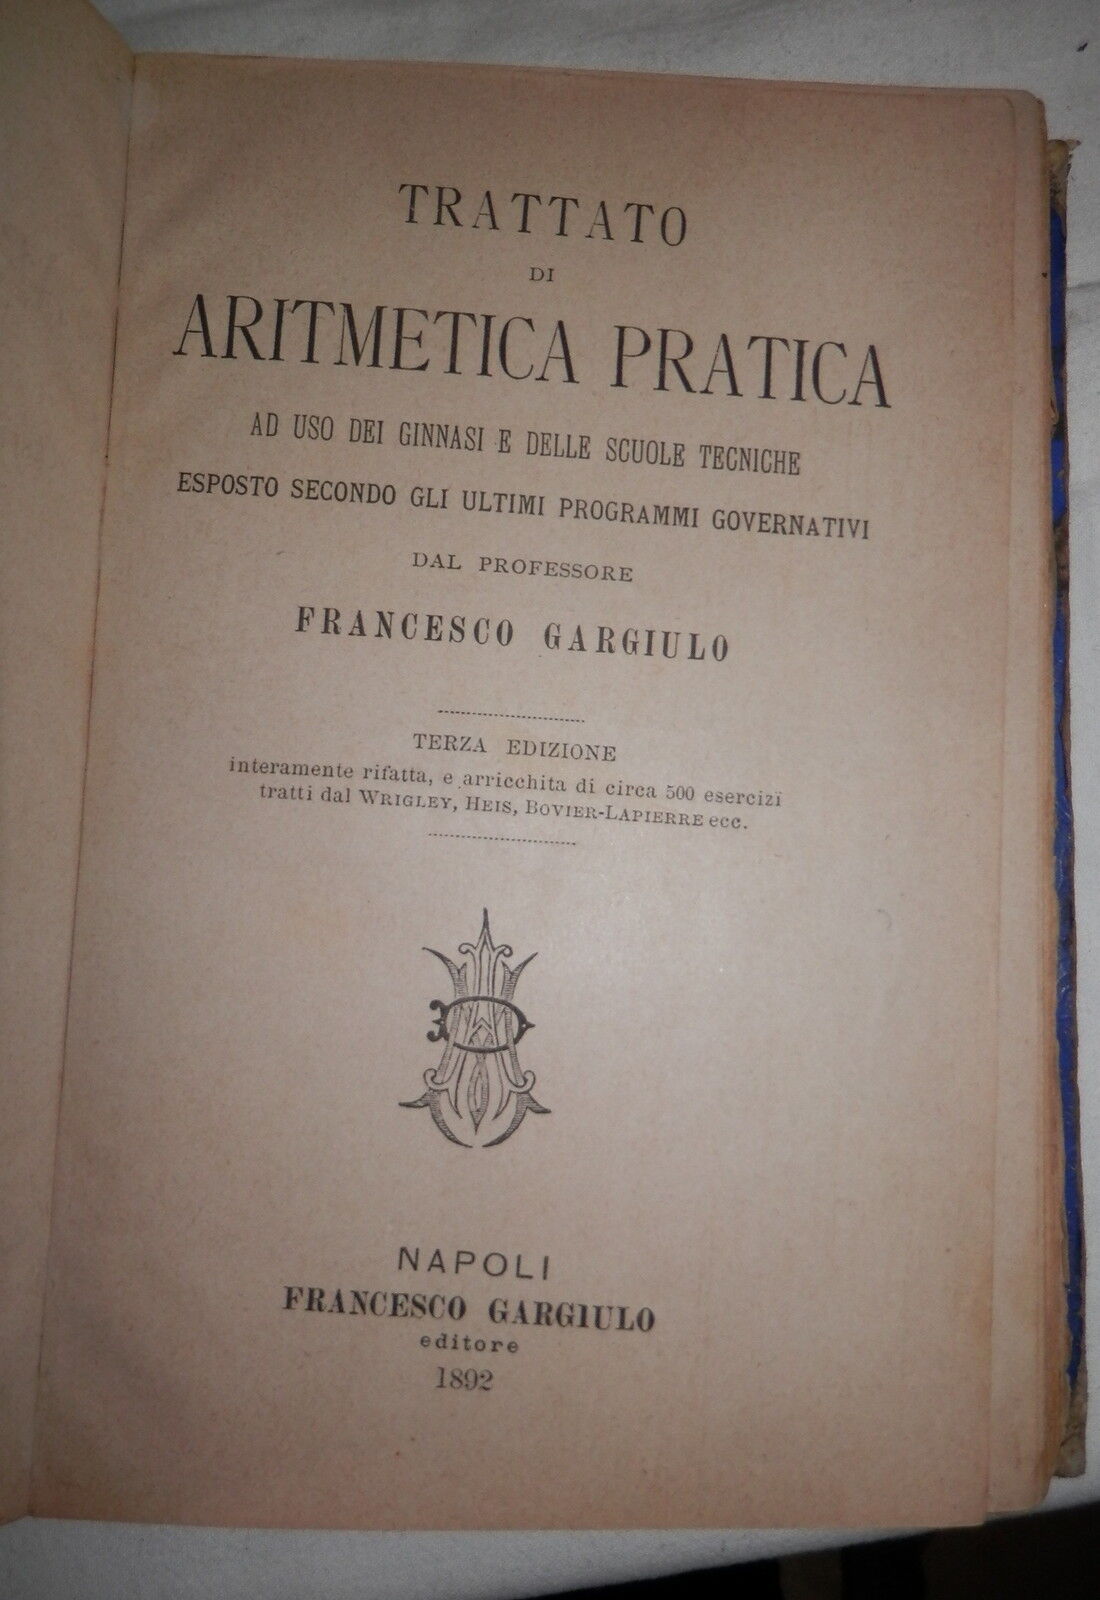 TRATTATO
DI
ARITMETICA PRATICA
AD USO DEI GINNASI E DELLE SCUOLE TECNICHE
ESPOSTO SECONDO GLI ULTIMI PROGRAMMI GOVERNATIVI
DAL PROFESSORE
FRANCESCO GARGIULO
TERZA EDIZIONE
interamente rifatta, e arricchita di circa 500 esercizi
tratti dal WRIGLEY, HEIS, BOVIER-LAPIERRE ecc.
NAPOLI
FRANCESCO GARGIULO
editore
1892